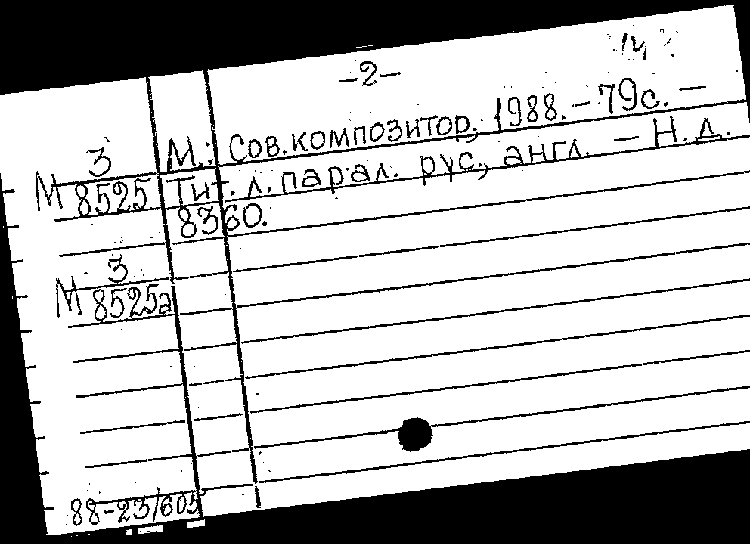 -2-
М.: Сов.композитор, 1988. - 79с. -
Тит. л. парал. рус., англ. - Н. д.
8360.
3
М 8525
3
М 8525а
88-23/605